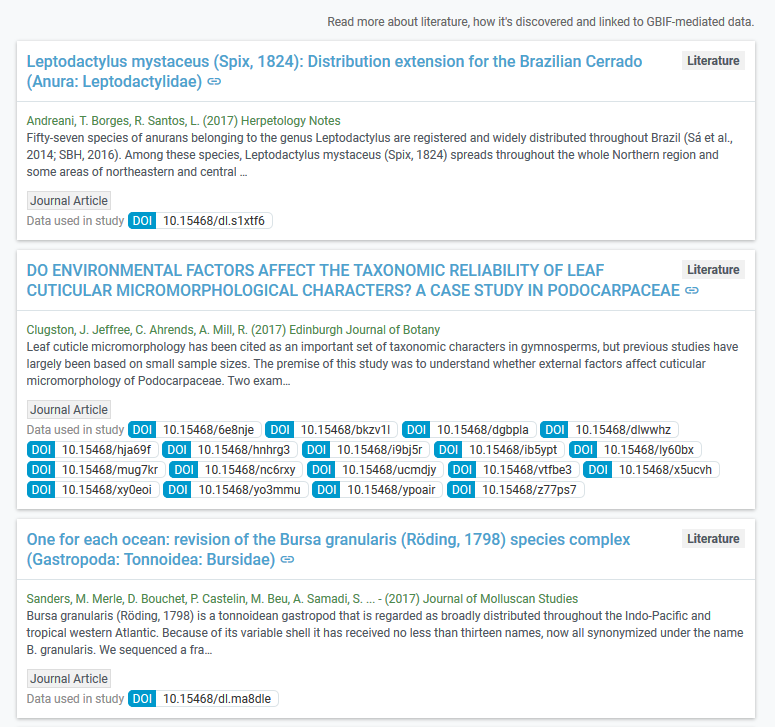 Read more about literature, how it's discovered and linked to GBIF-mediated data.
Leptodactylus mystaceus (Spix, 1824): Distribution extension for the Brazilian Cerrado
(Anura: Leptodactylidae)
Literature
Andreani, T. Borges, R. Santos, L. (2017) Herpetology Notes
Fifty-seven species of anurans belonging to the genus Leptodactylus are registered and widely distributed throughout Brazil (Sá et al.,
2014; SBH, 2016). Among these species, Leptodactylus mystaceus (Spix, 1824) spreads throughout the whole Northern region and
some areas of northeastern and central ...
Journal Article
Data used in study DOI 10.15468/dl.s1xtf6
DO ENVIRONMENTAL FACTORS AFFECT THE TAXONOMIC RELIABILITY OF LEAF
CUTICULAR MICROMORPHOLOGICAL CHARACTERS? A CASE STUDY IN PODOCARPACEAE
Literature
Clugston, J. Jeffree, C. Ahrends, A. Mill, R. (2017) Edinburgh Journal of Botany
Leaf cuticle micromorphology has been cited as an important set of taxonomic characters in gymnosperms, but previous studies have
largely been based on small sample sizes. The premise of this study was to understand whether external factors affect cuticular
micromorphology of Podocarpaceae. Two exam...
Journal Article
Data used in study DOI 10.15468/6e8nje DOI 10.15468/bkzv1l DOI 10.15468/dgbpla DOI 10.15468/dlwwhz
DOI 10.15468/hja69f DOI 10.15468/hnhrg3 DOI 10.15468/i9bj5r DOI 10.15468/ib5ypt DOI 10.15468/ly60bx
DOI 10.15468/mug7kr DOI 10.15468/nc6rxy DOI 10.15468/ucmdjy DOI 10.15468/vtfbe3 DOI 10.15468/x5ucvh
DOI 10.15468/xy0eoi DOI 10.15468/yo3mmu DOI 10.15468/ypoair DOI 10.15468/z77ps7
One for each ocean: revision of the Bursa granularis (Röding, 1798) species complex
(Gastropoda: Tonnoidea: Bursidae)
Literature
Sanders, M. Merle, D. Bouchet, P. Castelin, M. Beu, A. Samadi, S. ... - (2017) Journal of Molluscan Studies
Bursa granularis (Röding, 1798) is a tonnoidean gastropod that is regarded as broadly distributed throughout the Indo-Pacific and
tropical western Atlantic. Because of its variable shell it has received no less than thirteen names, now all synonymized under the name
B. granularis. We sequenced a fra...
Journal Article
Data used in study DOI 10.15468/dl.ma8dle